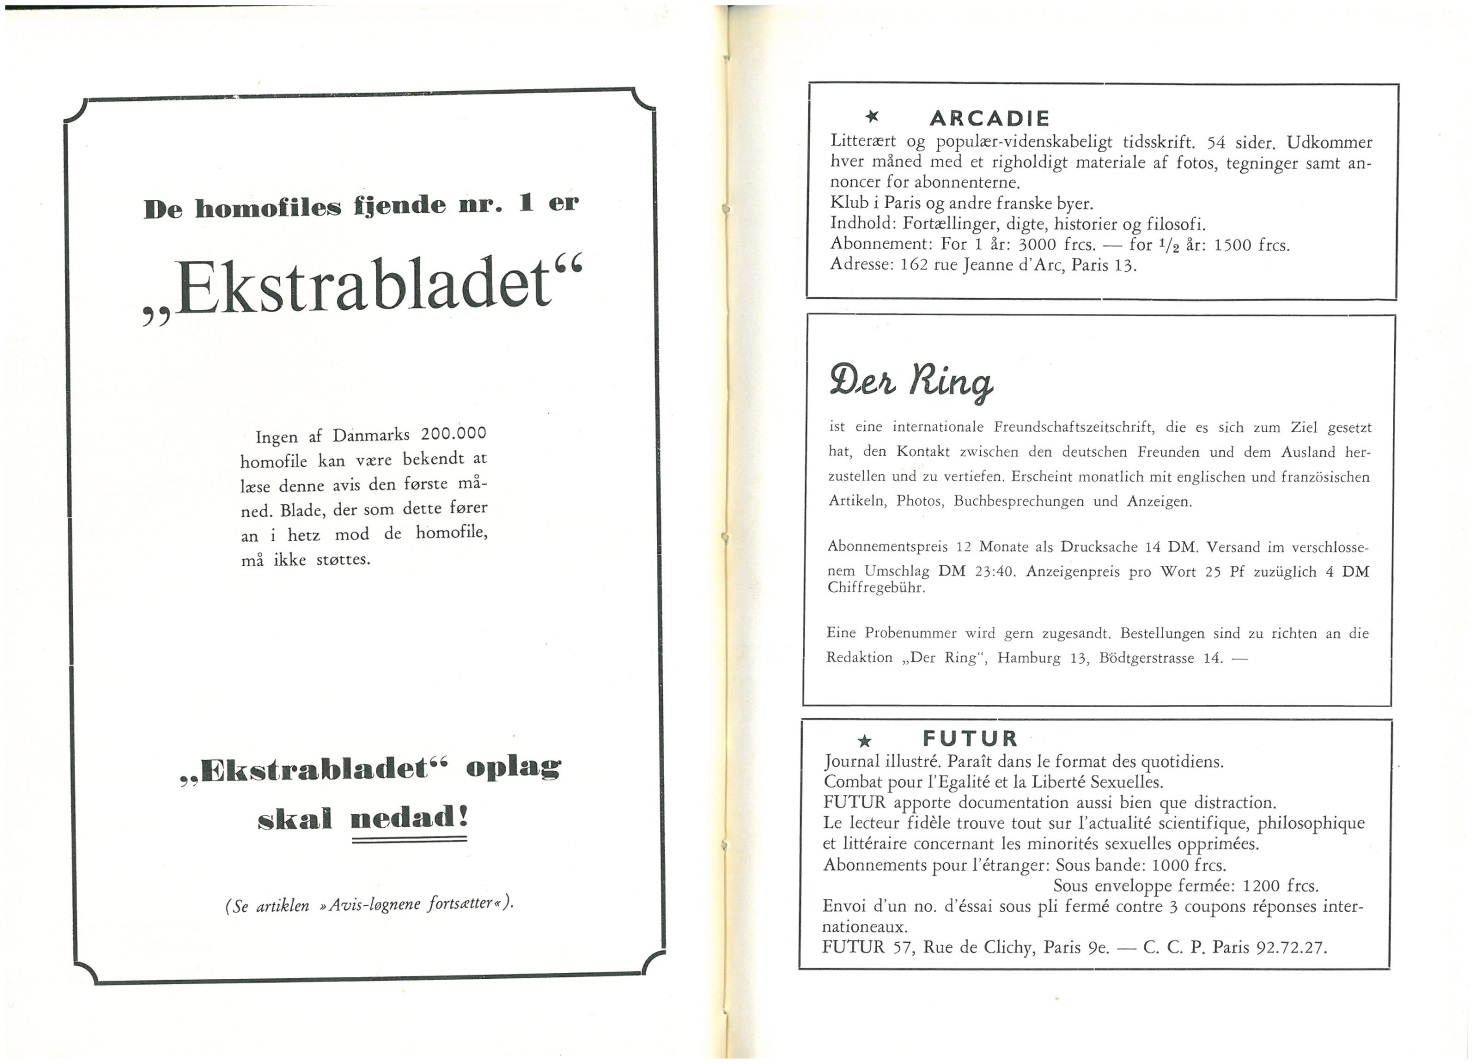 De homofiles fjende nr. 1 er
„Ekstrabladet“
Ingen af Danmarks 200.000
homofile kan være bekendt at
læse denne avis den første må-
ned. Blade, der som dette fører
an i hetz mod de homofile,
må ikke støttes.
„Ekstrabladet“ oplag
skal nedad!
(Se artiklen »Avis-løgnene fortsætter«).
★ ARCADIE
Litterært og populær-videnskabeligt tidsskrift. 54 sider. Udkommer
hver måned med et righoldigt materiale af fotos, tegninger samt an-
noncer for abonnenterne.
Klub i Paris og andre franske byer.
Indhold: Fortællinger, digte, historier og filosofi.
Abonnement: For 1 år: 3000 frcs. — for 1/2 år: 1500 frcs.
Adresse: 162 rue Jeanne d'Arc, Paris 13.
Der Ring
ist eine internationale Freundschaftszeitschrift, die es sich zum Ziel gesetzt
hat, den Kontakt zwischen den deutschen Freunden und dem Ausland her-
zustellen und zu vertiefen. Erscheint monatlich mit englischen und französischen
Artikeln, Photos, Buchbesprechungen und Anzeigen.
Abonnementspreis 12 Monate als Drucksache 14 DM. Versand im verschlosse-
nem Umschlag DM 23:40. Anzeigenpreis pro Wort 25 Pf zuzüglich 4 DM
Chiffregebühr.
Eine Probenummer wird gern zugesandt. Bestellungen sind zu richten an die
Redaktion „Der Ring“, Hamburg 13, Bödtgerstrasse 14. —
★ FUTUR
Journal illustré. Paraît dans le format des quotidiens.
Combat pour l'Egalité et la Liberté Sexuelles.
FUTUR apporte documentation aussi bien que distraction.
Le lecteur fidèle trouve tout sur l'actualité scientifique, philosophique
et littéraire concernant les minorités sexuelles opprimées.
Abonnements pour l'étranger: Sous bande: 1000 frcs.
Sous enveloppe fermée: 1200 frcs.
Envoi d'un no. d'éssai sous pli fermé contre 3 coupons réponses inter-
nationeaux.
FUTUR 57, Rue de Clichy, Paris 9e. — C. C. P. Paris 92.72.27.